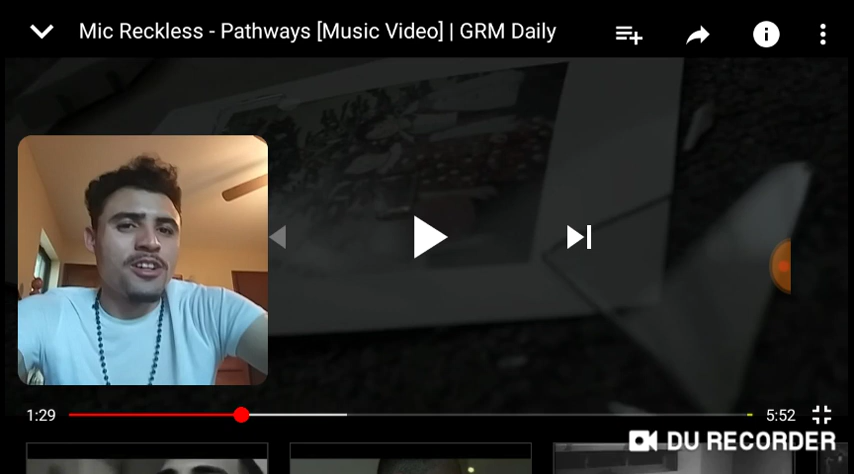 Mic Reckless - Pathways [Music Video] | GRM Daily
1:29
5:52
DU RECORDER